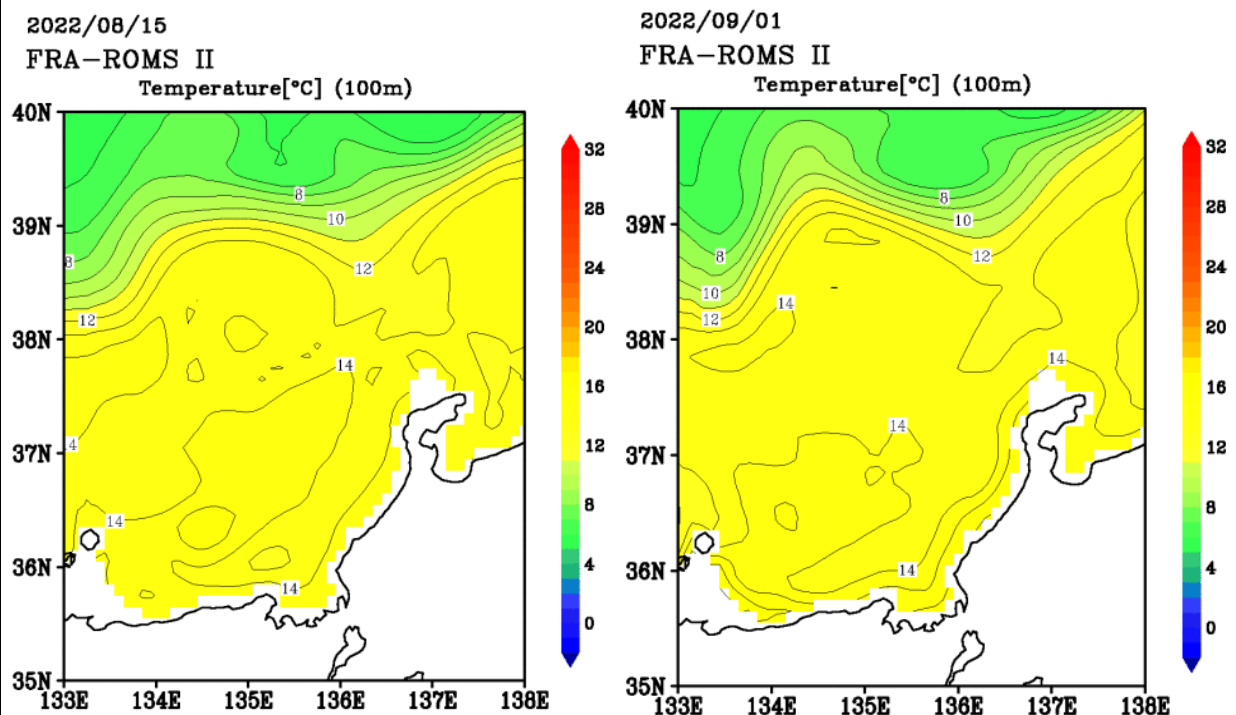 2022/08/15
FRA-ROMS II
Temperature[°C] (100m)
40N
39N
38N
37N
36N
35N
133E 134E 135E 136E 137E 138E
8
10
8
12
12
14
4
14
14
32
28
24
20
16
12
8
4
0
2022/09/01
FRA-ROMS II
Temperature[°C] (100m)
40N
39N
38N
37N
36N
35N
133E 134E 135E 136E 137E 138E
8
10
8
12
10
14
12
14
14
14
32
28
24
20
16
12
8
4
0